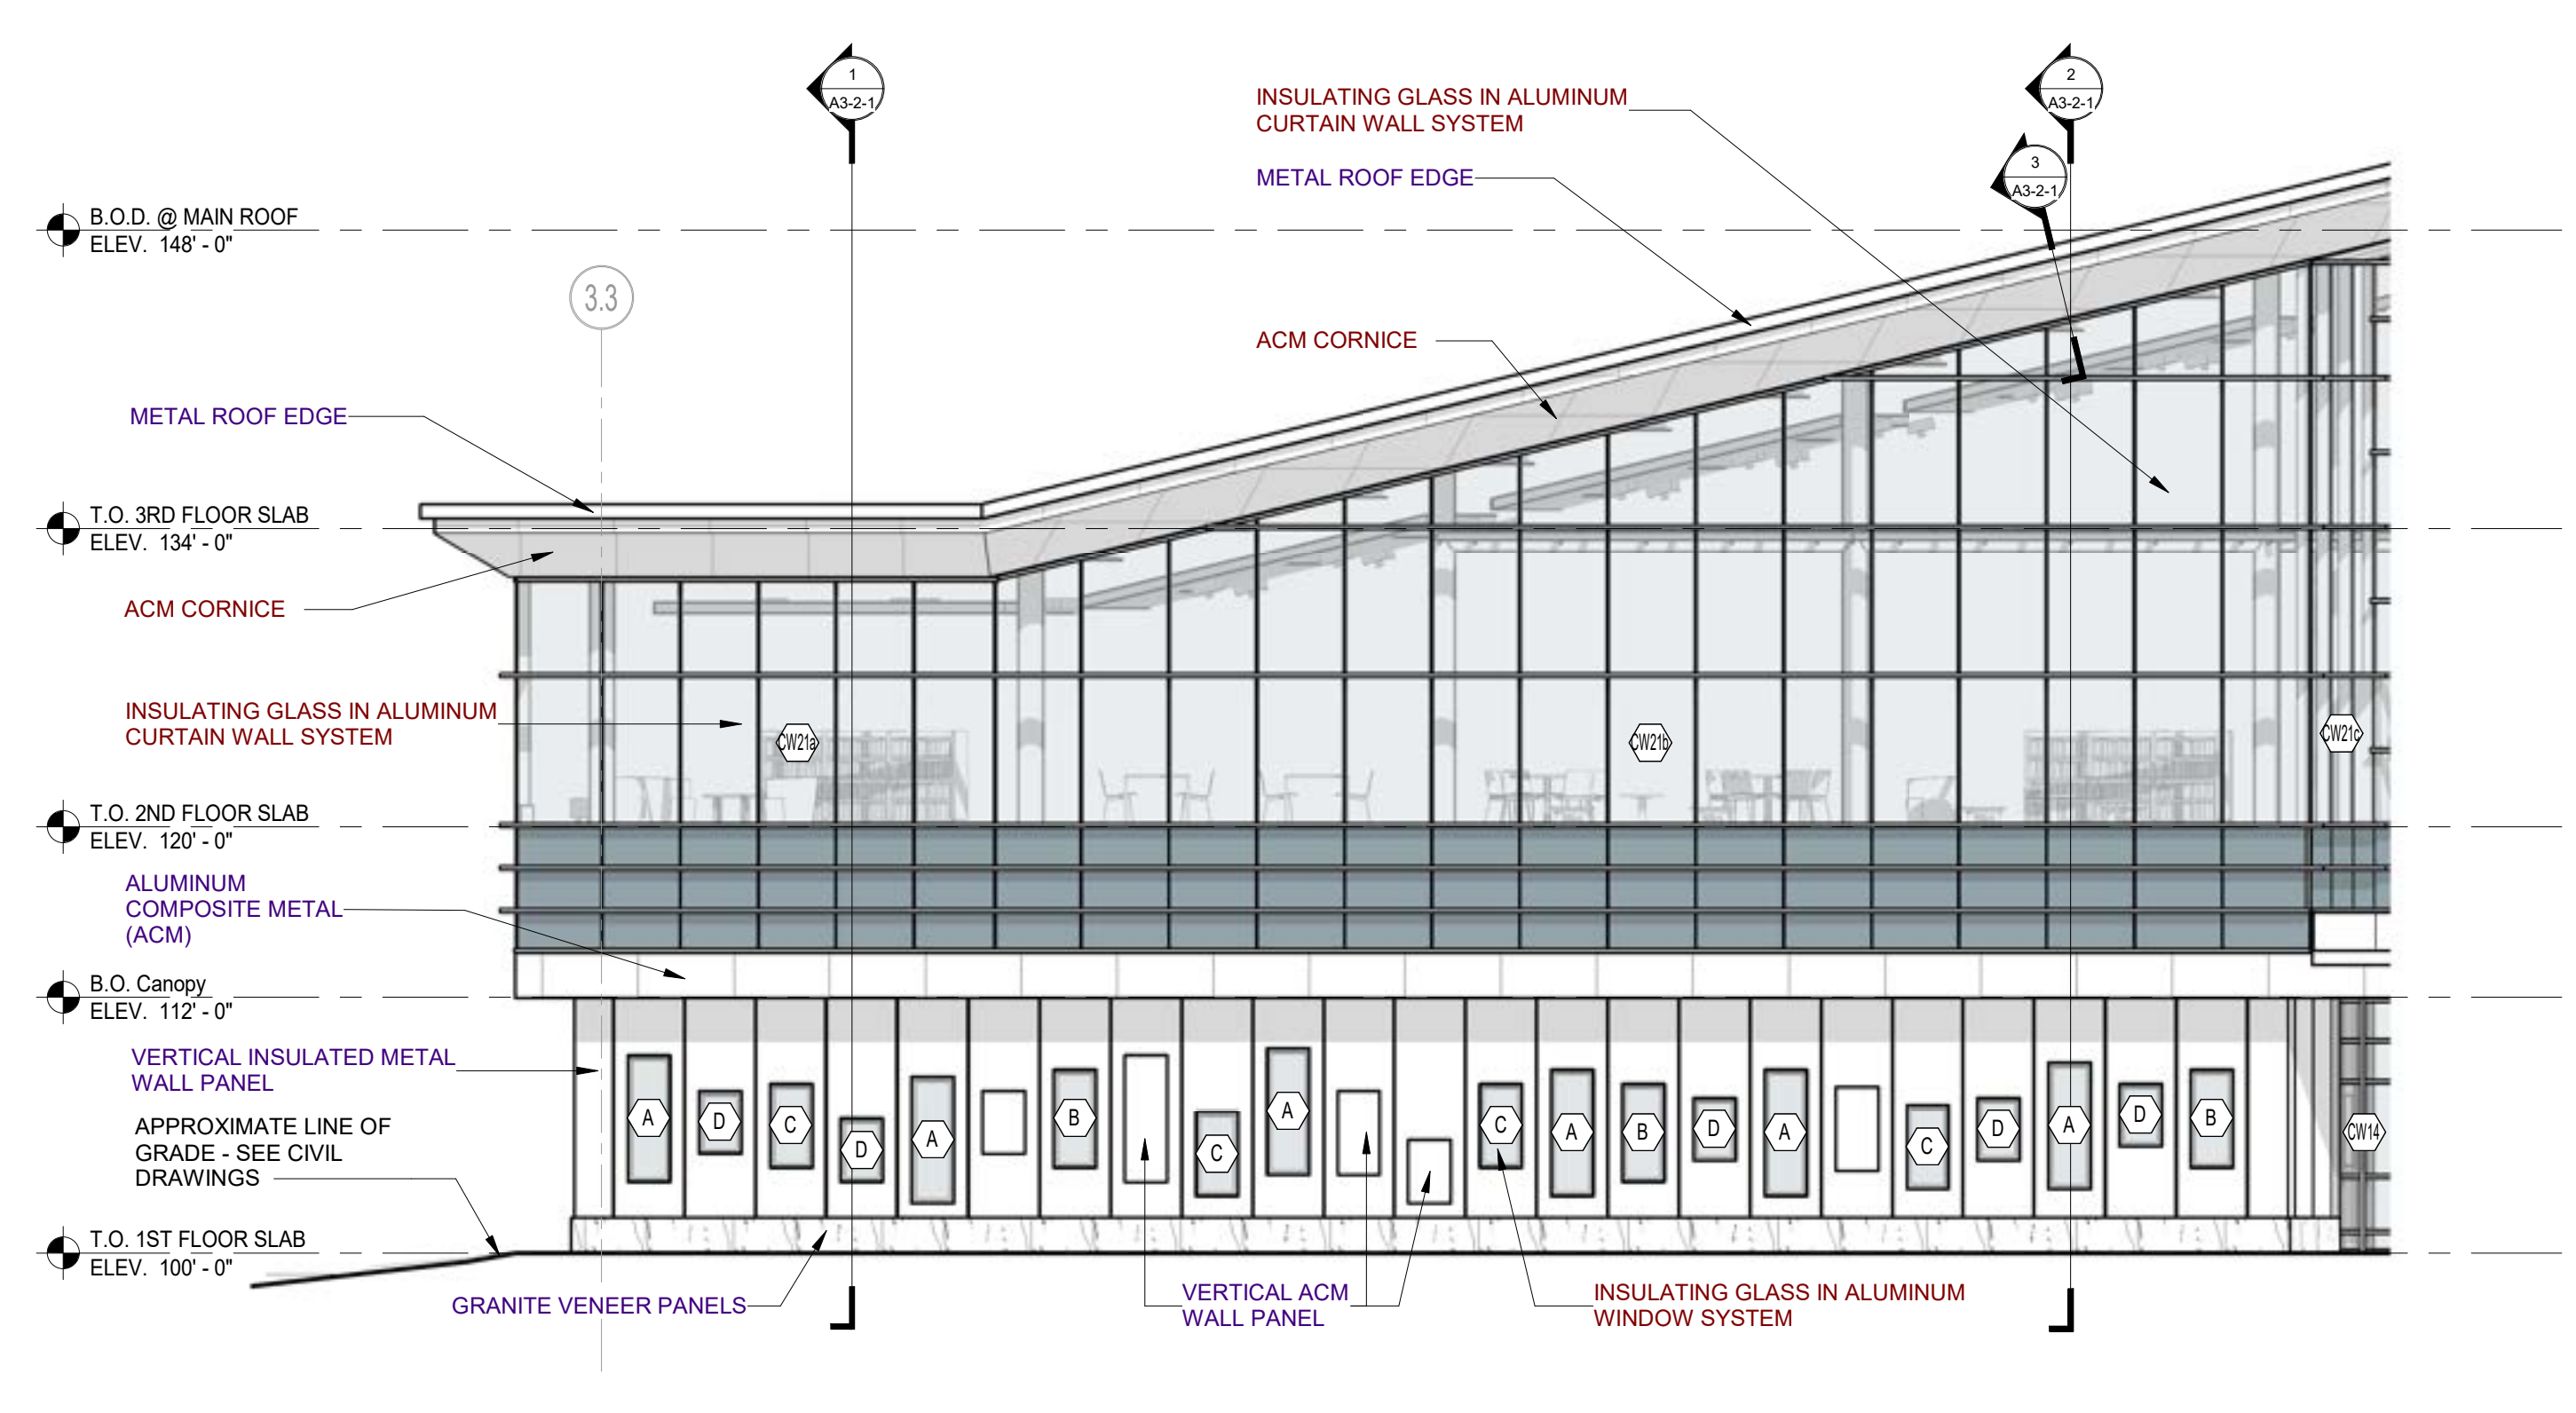 1
A3-2-1
2
A3-2-1
3
A3-2-1
INSULATING GLASS IN ALUMINUM
CURTAIN WALL SYSTEM
METAL ROOF EDGE
B.O.D. @ MAIN ROOF
ELEV. 148' - 0"
3.3
ACM CORNICE
METAL ROOF EDGE
T.O. 3RD FLOOR SLAB
ELEV. 134' - 0"
ACM CORNICE
INSULATING GLASS IN ALUMINUM
CURTAIN WALL SYSTEM
CW21a
CW21b
CW21c
T.O. 2ND FLOOR SLAB
ELEV. 120' - 0"
ALUMINUM
COMPOSITE METAL
(ACM)
B.O. Canopy
ELEV. 112' - 0"
VERTICAL INSULATED METAL
WALL PANEL
A
D
C
D
A
B
C
A
C
A
B
D
A
C
D
A
D
B
CW14
APPROXIMATE LINE OF
GRADE - SEE CIVIL
DRAWINGS
T.O. 1ST FLOOR SLAB
ELEV. 100' - 0"
GRANITE VENEER PANELS
VERTICAL ACM
WALL PANEL
INSULATING GLASS IN ALUMINUM
WINDOW SYSTEM